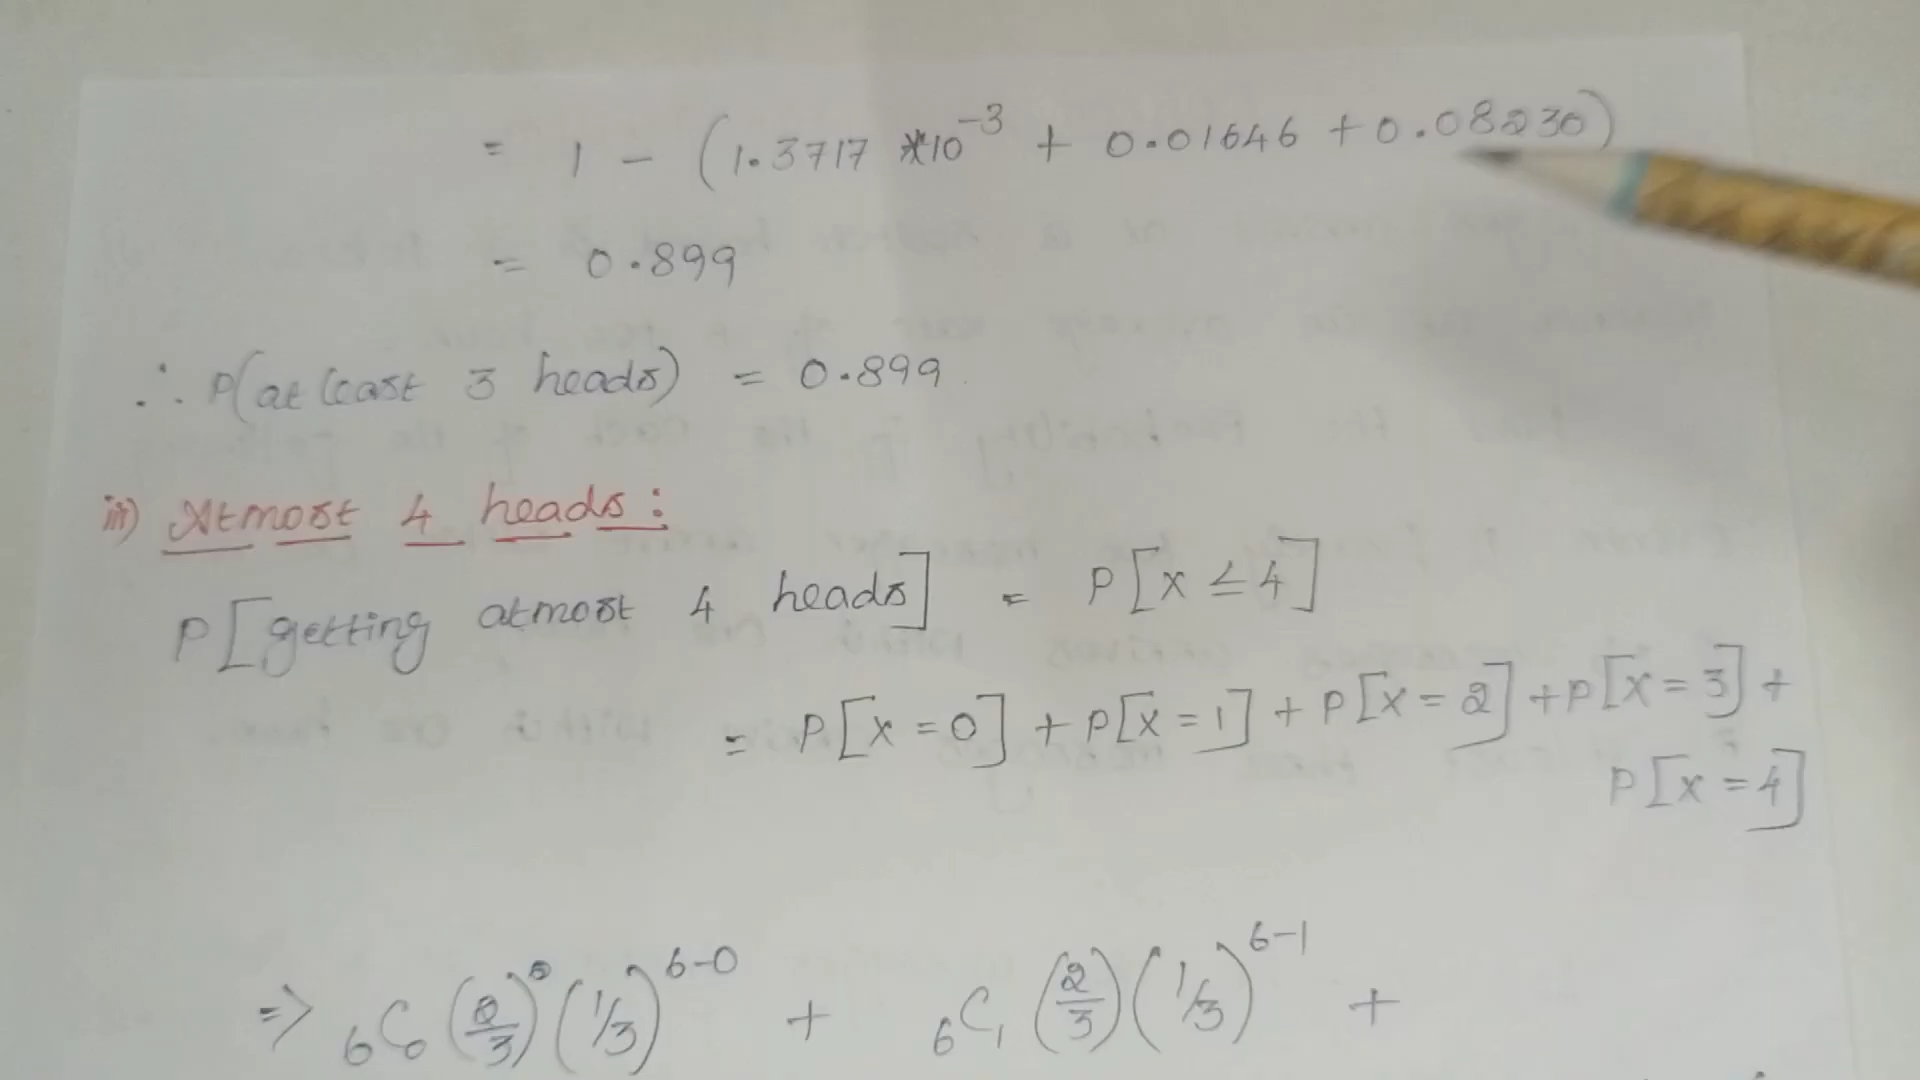 = 1 - (1.3717 *10^-3 + 0.01646 + 0.08230)
= 0.899
∴ P(at least 3 heads) = 0.899
iii) Atmost 4 heads:
P[getting atmost 4 heads] = P[x ≤ 4]
= P[x = 0] + P[x = 1] + P[x = 2] + P[x = 3] +
P[x = 4]
=> 6C0 (2/3)^0 (1/3)^6-0 + 6C1 (2/3) (1/3)^6-1 +